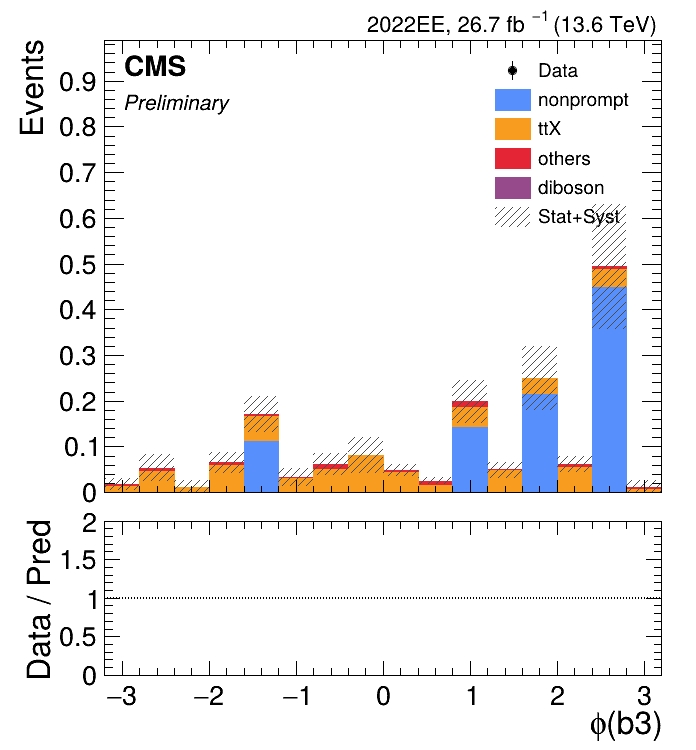 2022EE, 26.7 fb⁻¹ (13.6 TeV)
CMS
Preliminary
Data
nonprompt
ttX
others
diboson
Stat+Syst
Events
0.9
0.8
0.7
0.6
0.5
0.4
0.3
0.2
0.1
0
Data / Pred
2
1.5
1
0.5
0
−3 −2 −1 0 1 2 3
ϕ(b3)